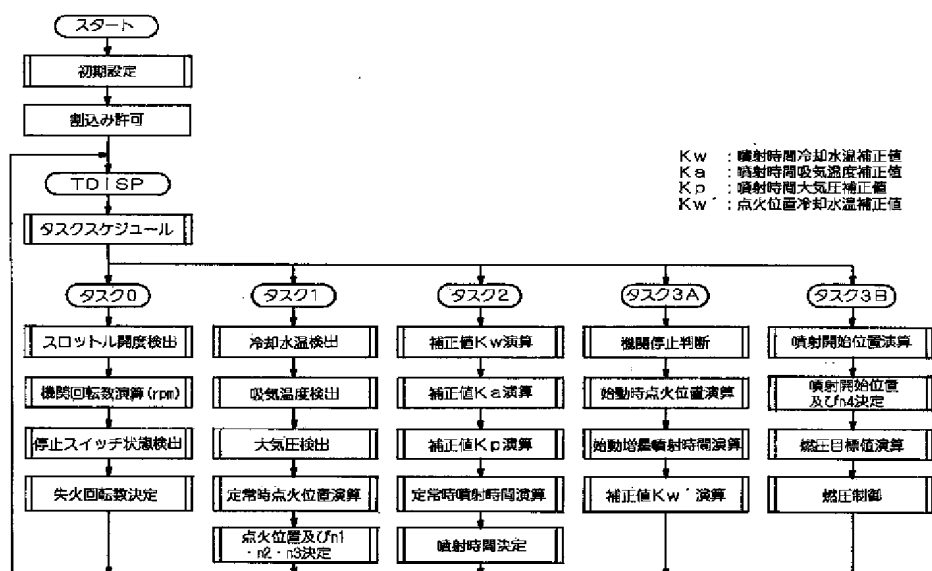 スタート
初期設定
割込み許可
TDISP
タスクスケジュール
Kw :噴射時間冷却水温補正値
Ka :噴射時間吸気温度補正値
Kp :噴射時間大気圧補正値
Kw´:点火位置冷却水温補正値
タスク0
スロットル開度検出
機関回転数演算(rpm)
停止スイッチ状態検出
失火回転数決定
タスク1
冷却水温検出
吸気温度検出
大気圧検出
定常時点火位置演算
点火位置及びn1
・n2・n3決定
タスク2
補正値Kw演算
補正値Ka演算
補正値Kp演算
定常時噴射時間演算
噴射時間決定
タスク3A
機関停止判断
始動時点火位置演算
始動増量噴射時間演算
補正値Kw´演算
タスク3B
噴射開始位置演算
噴射開始位置
及びn4決定
燃圧目標値演算
燃圧制御